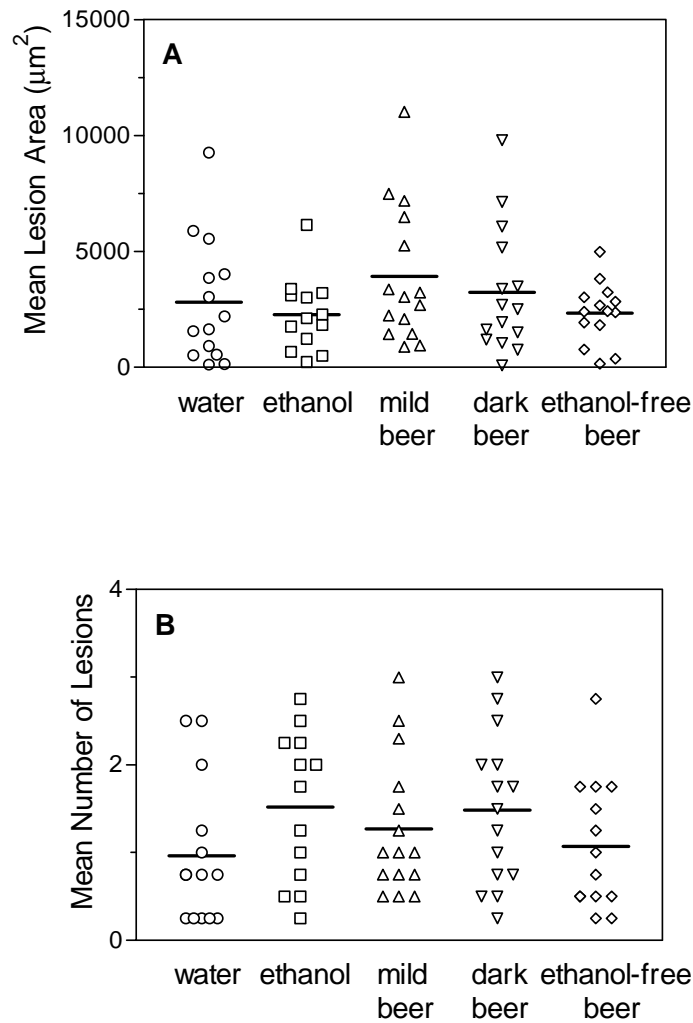 Mean Lesion Area (μm²)
15000
10000
5000
0
A
water ethanol mild dark ethanol-free
beer beer beer
Mean Number of Lesions
4
2
0
B
water ethanol mild dark ethanol-free
beer beer beer